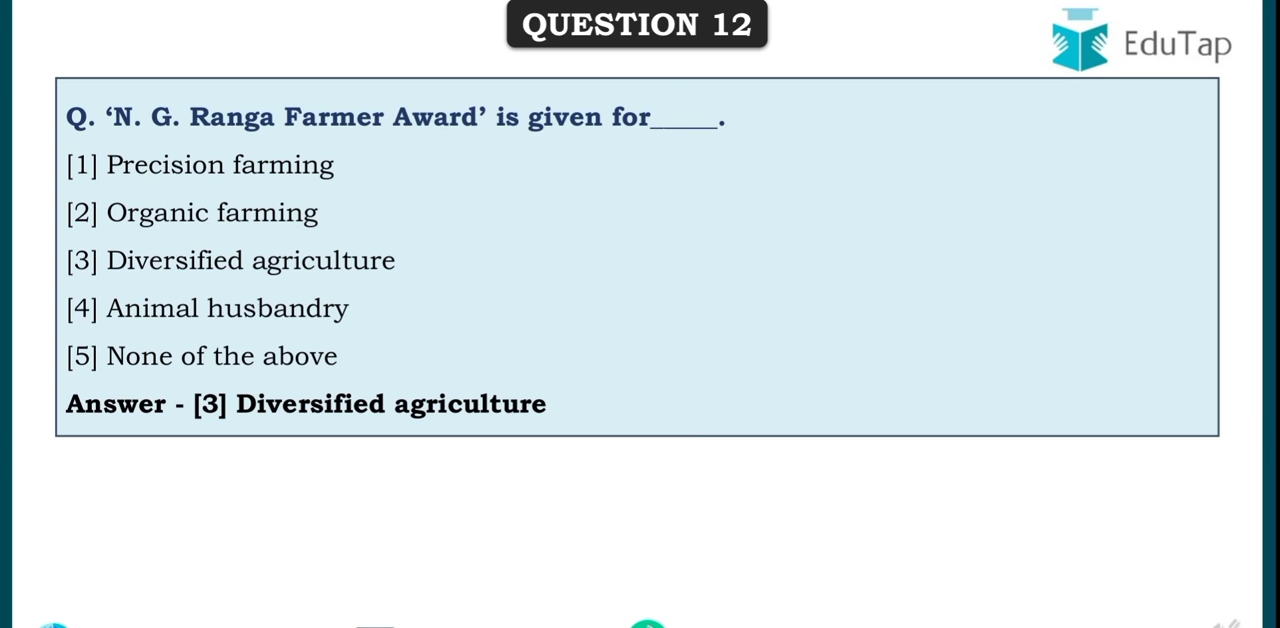 QUESTION 12
EduTap
Q. ‘N. G. Ranga Farmer Award’ is given for_____.
[1] Precision farming
[2] Organic farming
[3] Diversified agriculture
[4] Animal husbandry
[5] None of the above
Answer - [3] Diversified agriculture